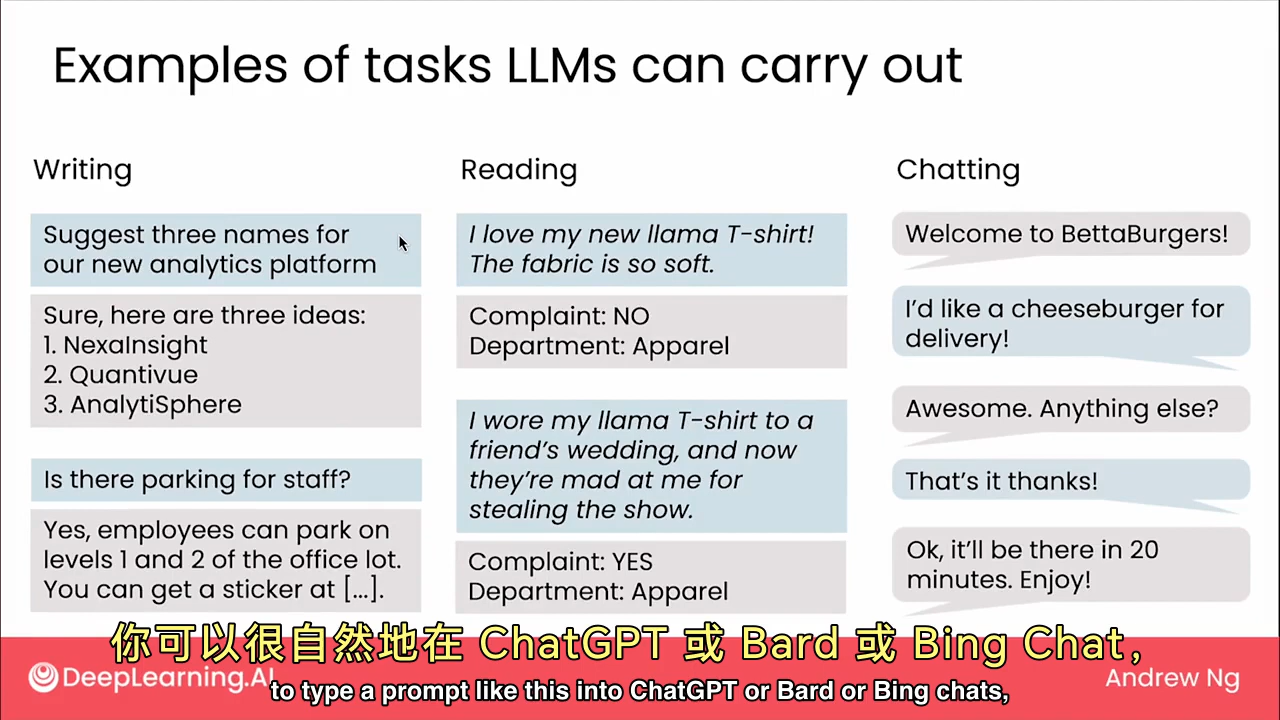 Examples of tasks LLMs can carry out
Writing
Suggest three names for
our new analytics platform
Sure, here are three ideas:
1. NexaInsight
2. Quantivue
3. AnalytiSphere
Is there parking for staff?
Yes, employees can park on
levels 1 and 2 of the office lot.
You can get a sticker at [...].
Reading
I love my new llama T-shirt!
The fabric is so soft.
Complaint: NO
Department: Apparel
I wore my llama T-shirt to a
friend's wedding, and now
they're mad at me for
stealing the show.
Complaint: YES
Department: Apparel
Chatting
Welcome to BettaBurgers!
I'd like a cheeseburger for
delivery!
Awesome. Anything else?
That's it thanks!
Ok, it'll be there in 20
minutes. Enjoy!
你可以很自然地在 ChatGPT 或 Bard 或 Bing Chat,
DeepLearning.AI
to type a prompt like this into ChatGPT or Bard or Bing chats,
Andrew Ng